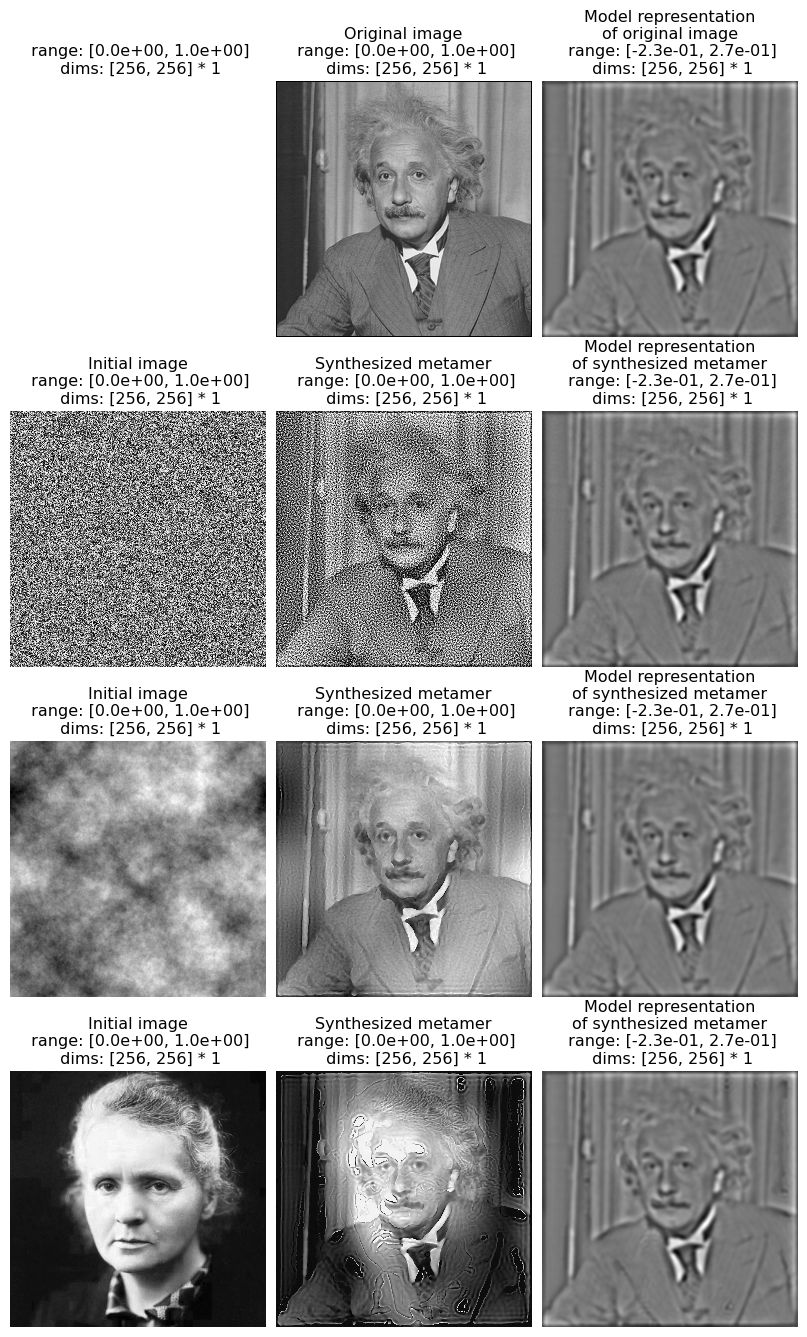 range: [0.0e+00, 1.0e+00]
dims: [256, 256] * 1
Original image
range: [0.0e+00, 1.0e+00]
dims: [256, 256] * 1
Model representation
of original image
range: [-2.3e-01, 2.7e-01]
dims: [256, 256] * 1
Initial image
range: [0.0e+00, 1.0e+00]
dims: [256, 256] * 1
Synthesized metamer
range: [0.0e+00, 1.0e+00]
dims: [256, 256] * 1
Model representation
of synthesized metamer
range: [-2.3e-01, 2.7e-01]
dims: [256, 256] * 1
Initial image
range: [0.0e+00, 1.0e+00]
dims: [256, 256] * 1
Synthesized metamer
range: [0.0e+00, 1.0e+00]
dims: [256, 256] * 1
Model representation
of synthesized metamer
range: [-2.3e-01, 2.7e-01]
dims: [256, 256] * 1
Initial image
range: [0.0e+00, 1.0e+00]
dims: [256, 256] * 1
Synthesized metamer
range: [0.0e+00, 1.0e+00]
dims: [256, 256] * 1
Model representation
of synthesized metamer
range: [-2.3e-01, 2.7e-01]
dims: [256, 256] * 1